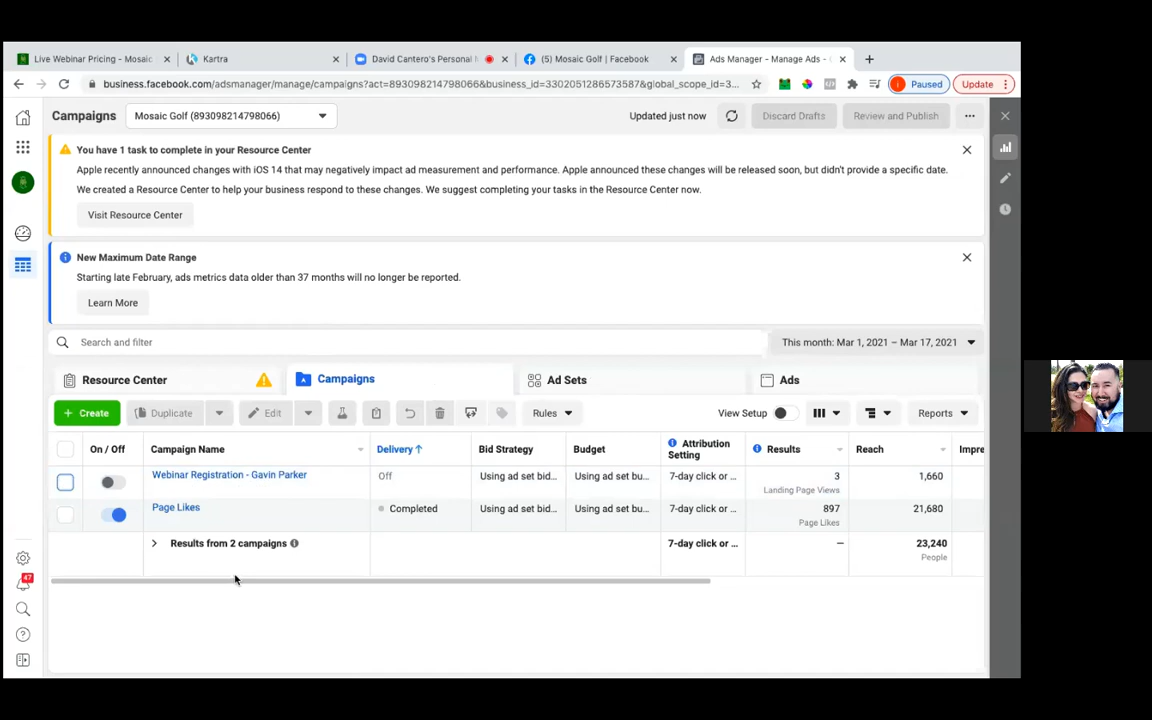 Live Webinar Pricing - Mosaic
Kartra
David Cantero's Personal
(5) Mosaic Golf | Facebook
Ads Manager - Manage Ads -
business.facebook.com/adsmanager/manage/campaigns?act=893098214798066&business_id=3302051286573587&global_scope_id=3...
Paused
Update
Campaigns
Mosaic Golf (893098214798066)
Updated just now
Discard Drafts
Review and Publish
You have 1 task to complete in your Resource Center
Apple recently announced changes with iOS 14 that may negatively impact ad measurement and performance. Apple announced these changes will be released soon, but didn't provide a specific date.
We created a Resource Center to help your business respond to these changes. We suggest completing your tasks in the Resource Center now.
Visit Resource Center
New Maximum Date Range
Starting late February, ads metrics data older than 37 months will no longer be reported.
Learn More
Search and filter
This month: Mar 1, 2021 – Mar 17, 2021
Resource Center
Campaigns
Ad Sets
Ads
+ Create
Duplicate
Edit
Rules
View Setup
Reports
On / Off
Campaign Name
Delivery ↑
Bid Strategy
Budget
Attribution
Setting
Results
Reach
Impre
Webinar Registration - Gavin Parker
Off
Using ad set bid...
Using ad set bu...
7-day click or ...
3
Landing Page Views
1,660
Page Likes
Completed
Using ad set bid...
Using ad set bu...
7-day click or ...
897
Page Likes
21,680
Results from 2 campaigns
7-day click or ...
—
23,240
People
47